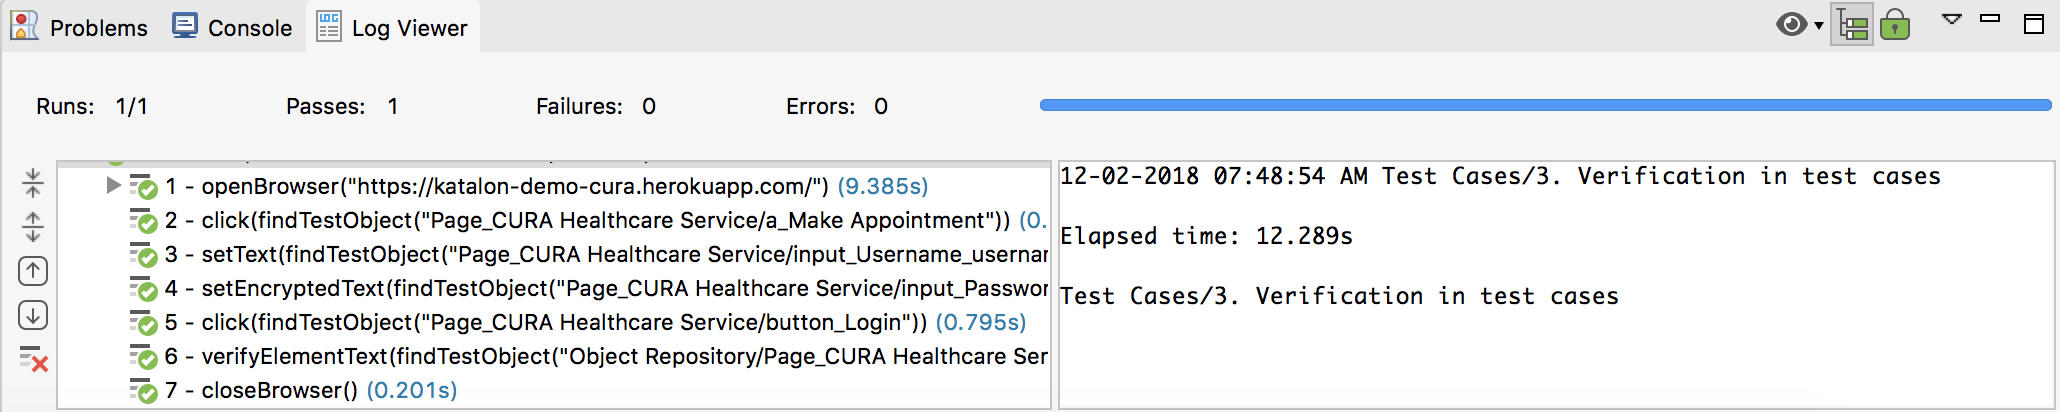 Problems Console Log Viewer
Runs: 1/1 Passes: 1 Failures: 0 Errors: 0
1 - openBrowser("https://katalon-demo-cura.herokuapp.com/") (9.385s)
2 - click(findTestObject("Page_CURA Healthcare Service/a_Make Appointment")) (0.
3 - setText(findTestObject("Page_CURA Healthcare Service/input_Username_usernar
4 - setEncryptedText(findTestObject("Page_CURA Healthcare Service/input_Passwor
5 - click(findTestObject("Page_CURA Healthcare Service/button_Login")) (0.795s)
6 - verifyElementText(findTestObject("Object Repository/Page_CURA Healthcare Ser
7 - closeBrowser() (0.201s)
12-02-2018 07:48:54 AM Test Cases/3. Verification in test cases
Elapsed time: 12.289s
Test Cases/3. Verification in test cases